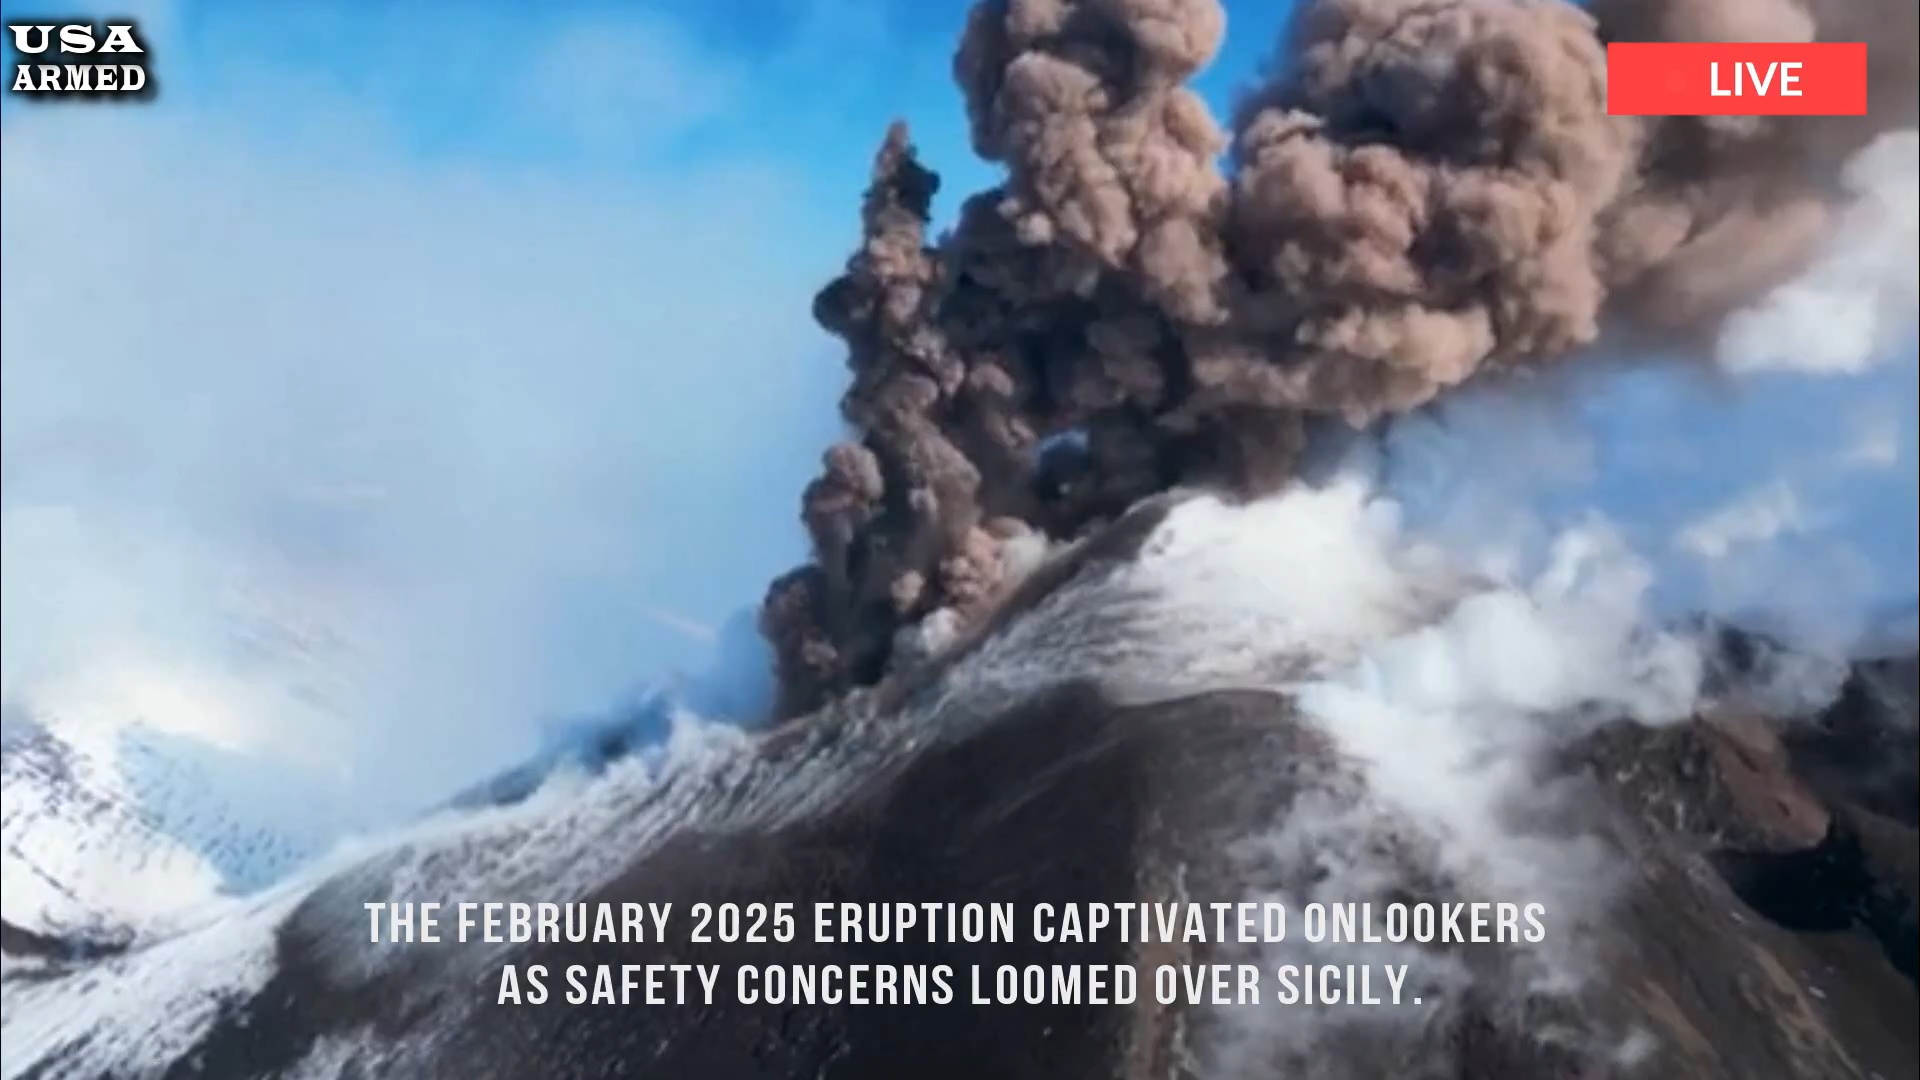 USA
ARMED
LIVE
THE FEBRUARY 2025 ERUPTION CAPTIVATED ONLOOKERS
AS SAFETY CONCERNS LOOMED OVER SICILY.